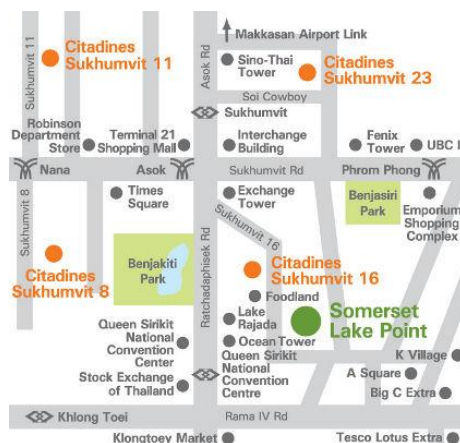 Sukhumvit 11
Citadines
Sukhumvit 11
Asok Rd
Makkasan Airport Link
Sino-Thai
Tower
Citadines
Sukhumvit 23
Soi Cowboy
Sukhumvit
Robinson
Department
Store
Terminal 21
Shopping Mall
Interchange
Building
Fenix
Tower
UBC
Nana
Asok
Sukhumvit Rd
Phrom Phong
Sukhumvit 8
Times
Square
Exchange
Tower
Benjasiri
Park
Emporium
Shopping
Complex
Sukhumvit 16
Citadines
Sukhumvit 8
Benjakiti
Park
Ratchadaphisek Rd
Citadines
Sukhumvit 16
Foodland
Lake
Rajada
Somerset
Lake Point
Ocean Tower
Queen Sirikit
National
Convention
Center
Queen Sirikit
National
Convention
Centre
K Village
Stock Exchange
of Thailand
A Square
Big C Extra
Khlong Toei
Rama IV Rd
Klongtoey Market
Tesco Lotus Extra